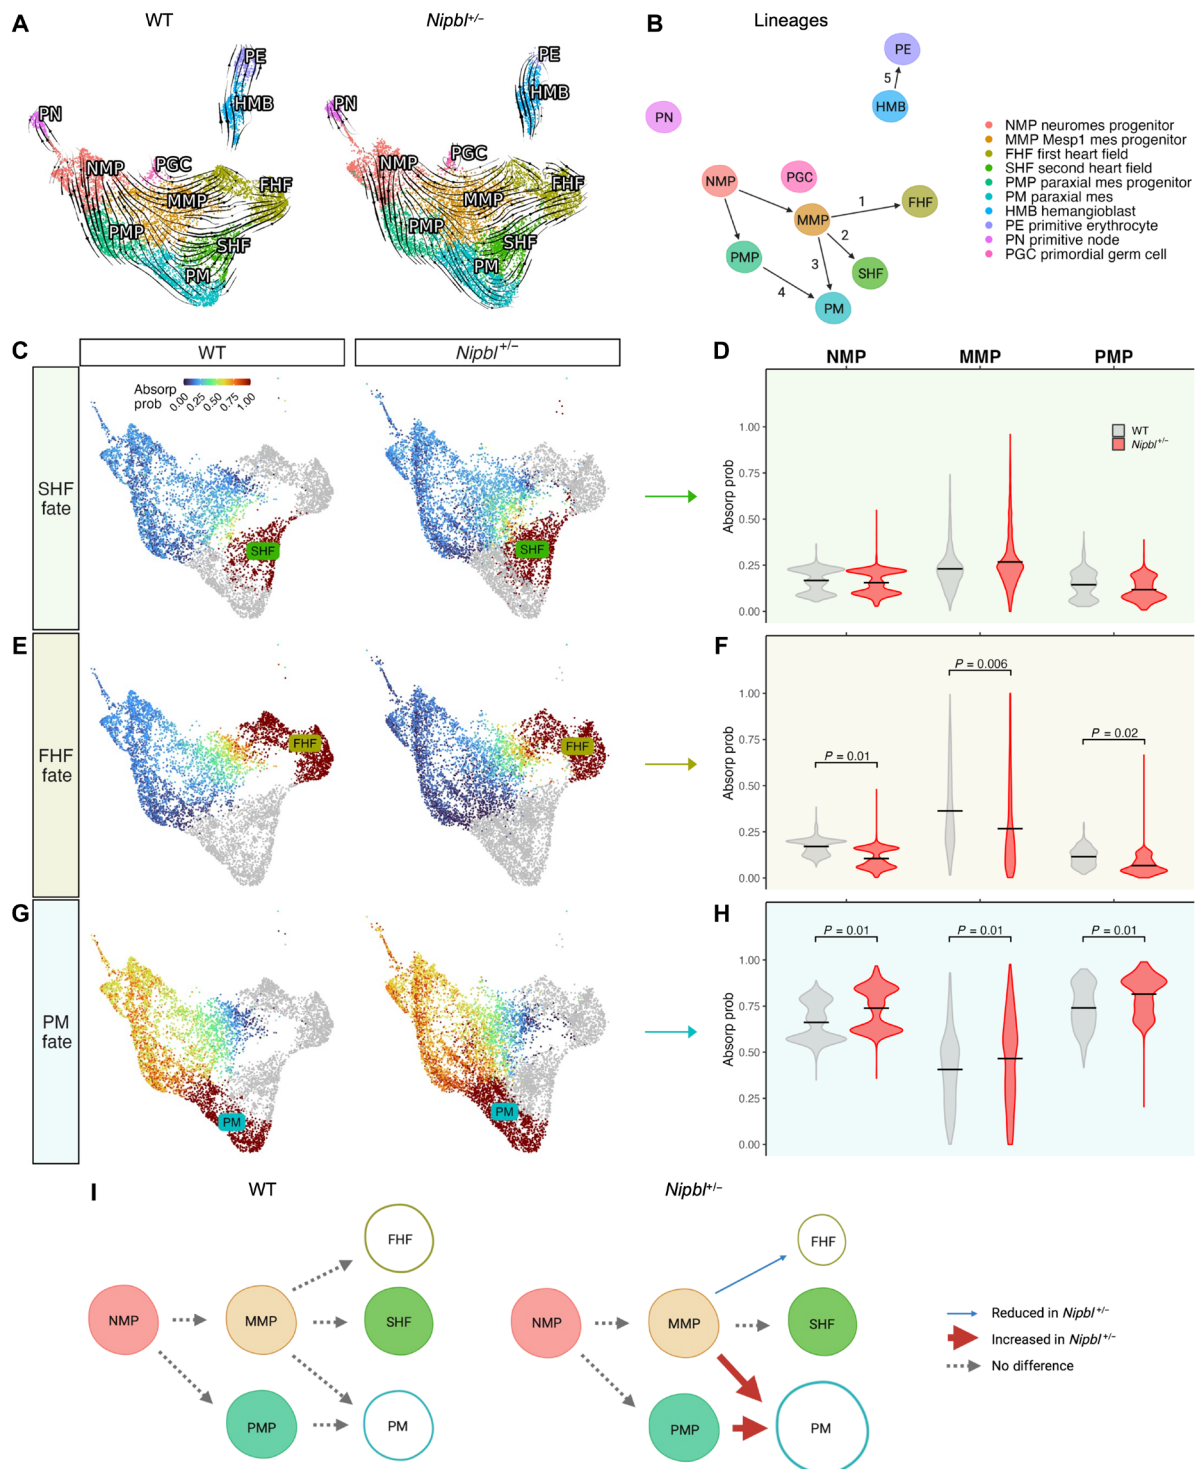 A
WT
Nipbl+/−
PN
NMP
PGC
MMP
PMP
PM
SHF
FHF
HMB
PE
PN
NMP
PGC
MMP
PMP
PM
SHF
FHF
HMB
PE
B
Lineages
PE
5
HMB
PN
NMP
PGC
1
FHF
MMP
2
PMP
3
SHF
4
PM
NMP neuromes progenitor
MMP Mesp1 mes progenitor
FHF first heart field
SHF second heart field
PMP paraxial mes progenitor
PM paraxial mes
HMB hemangioblast
PE primitive erythrocyte
PN primitive node
PGC primordial germ cell
C
WT
Nipbl+/−
SHF
fate
Absorp
prob
0.00
0.25
0.50
0.75
1.00
SHF
SHF
D
NMP
MMP
PMP
Absorp prob
1.00
0.75
0.50
0.25
0.00
WT
Nipbl+/−
E
FHF
fate
FHF
FHF
F
Absorp prob
1.00
0.75
0.50
0.25
0.00
P = 0.01
P = 0.006
P = 0.02
G
PM
fate
PM
PM
H
Absorp prob
1.00
0.75
0.50
0.25
0.00
P = 0.01
P = 0.01
P = 0.01
I
WT
NMP
MMP
FHF
SHF
PMP
PM
Nipbl+/−
NMP
MMP
FHF
SHF
PMP
PM
Reduced in Nipbl+/−
Increased in Nipbl+/−
No difference